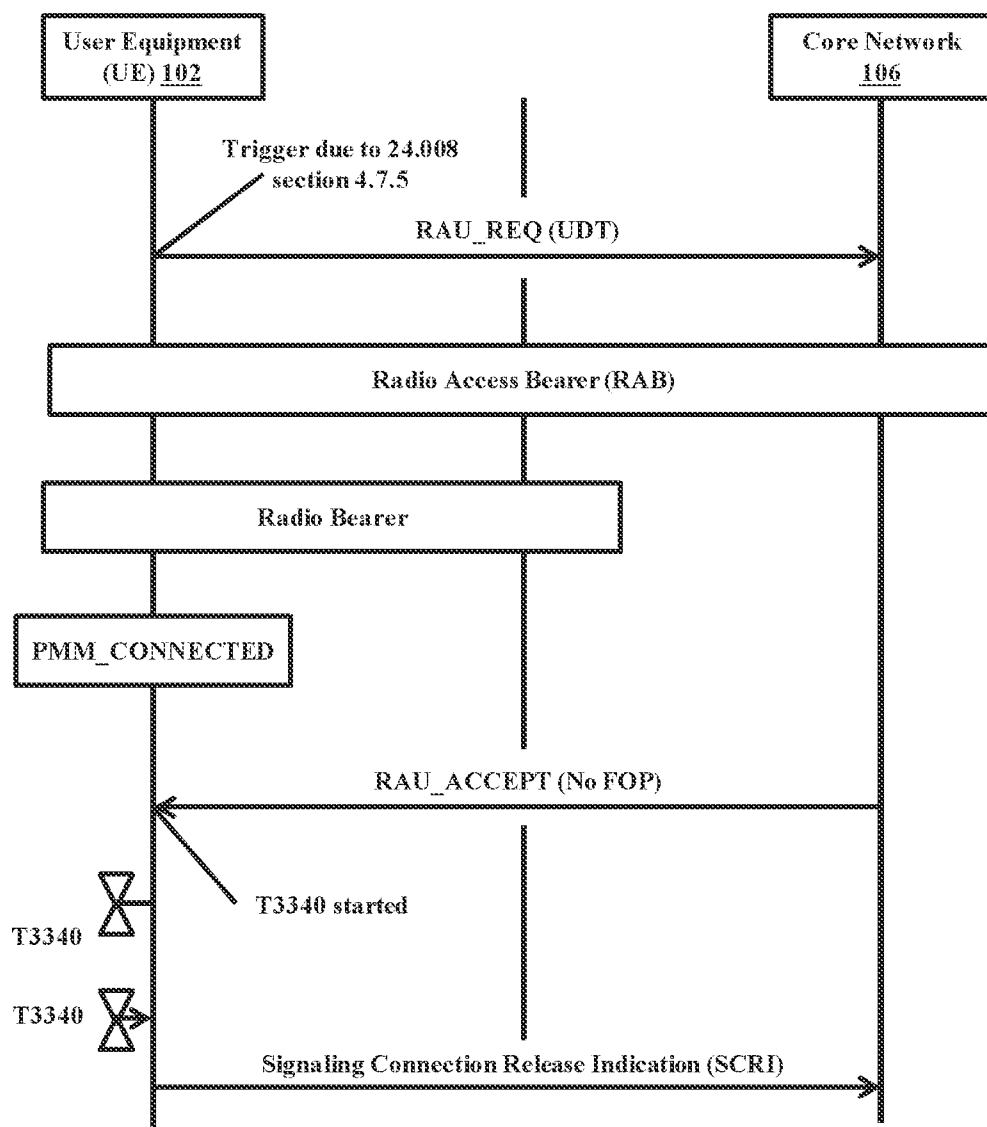 User Equipment
(UE) 102
Core Network
106
Trigger due to 24.008
section 4.7.5
RAU_REQ (UDT)
Radio Access Bearer (RAB)
Radio Bearer
PMM_CONNECTED
RAU_ACCEPT (No FOP)
T3340 started
T3340
T3340
Signaling Connection Release Indication (SCRI)